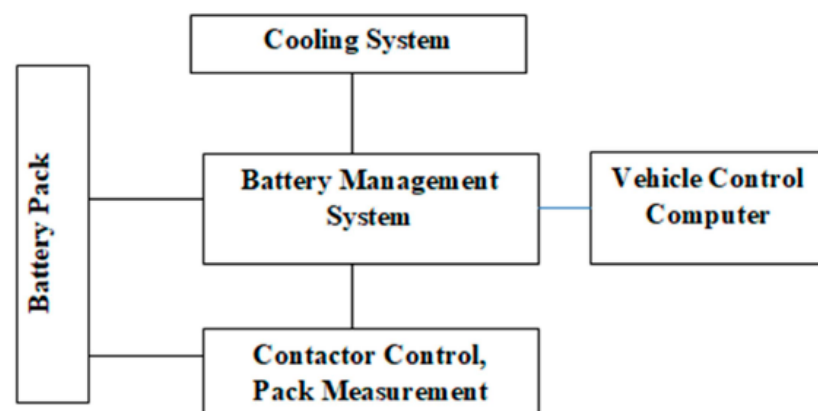 Cooling System
Battery Pack
Battery Management
System
Vehicle Control
Computer
Contactor Control,
Pack Measurement